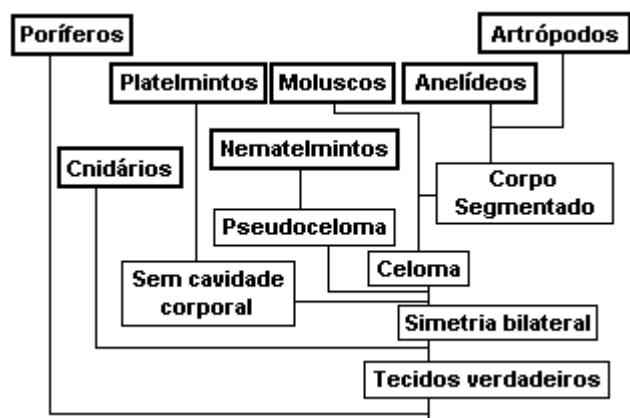 Poríferos
Artrópodos
Platelmintos
Moluscos
Anelídeos
Nematelmintos
Cnidários
Corpo
Segmentado
Pseudoceloma
Celoma
Sem cavidade
corporal
Simetria bilateral
Tecidos verdadeiros